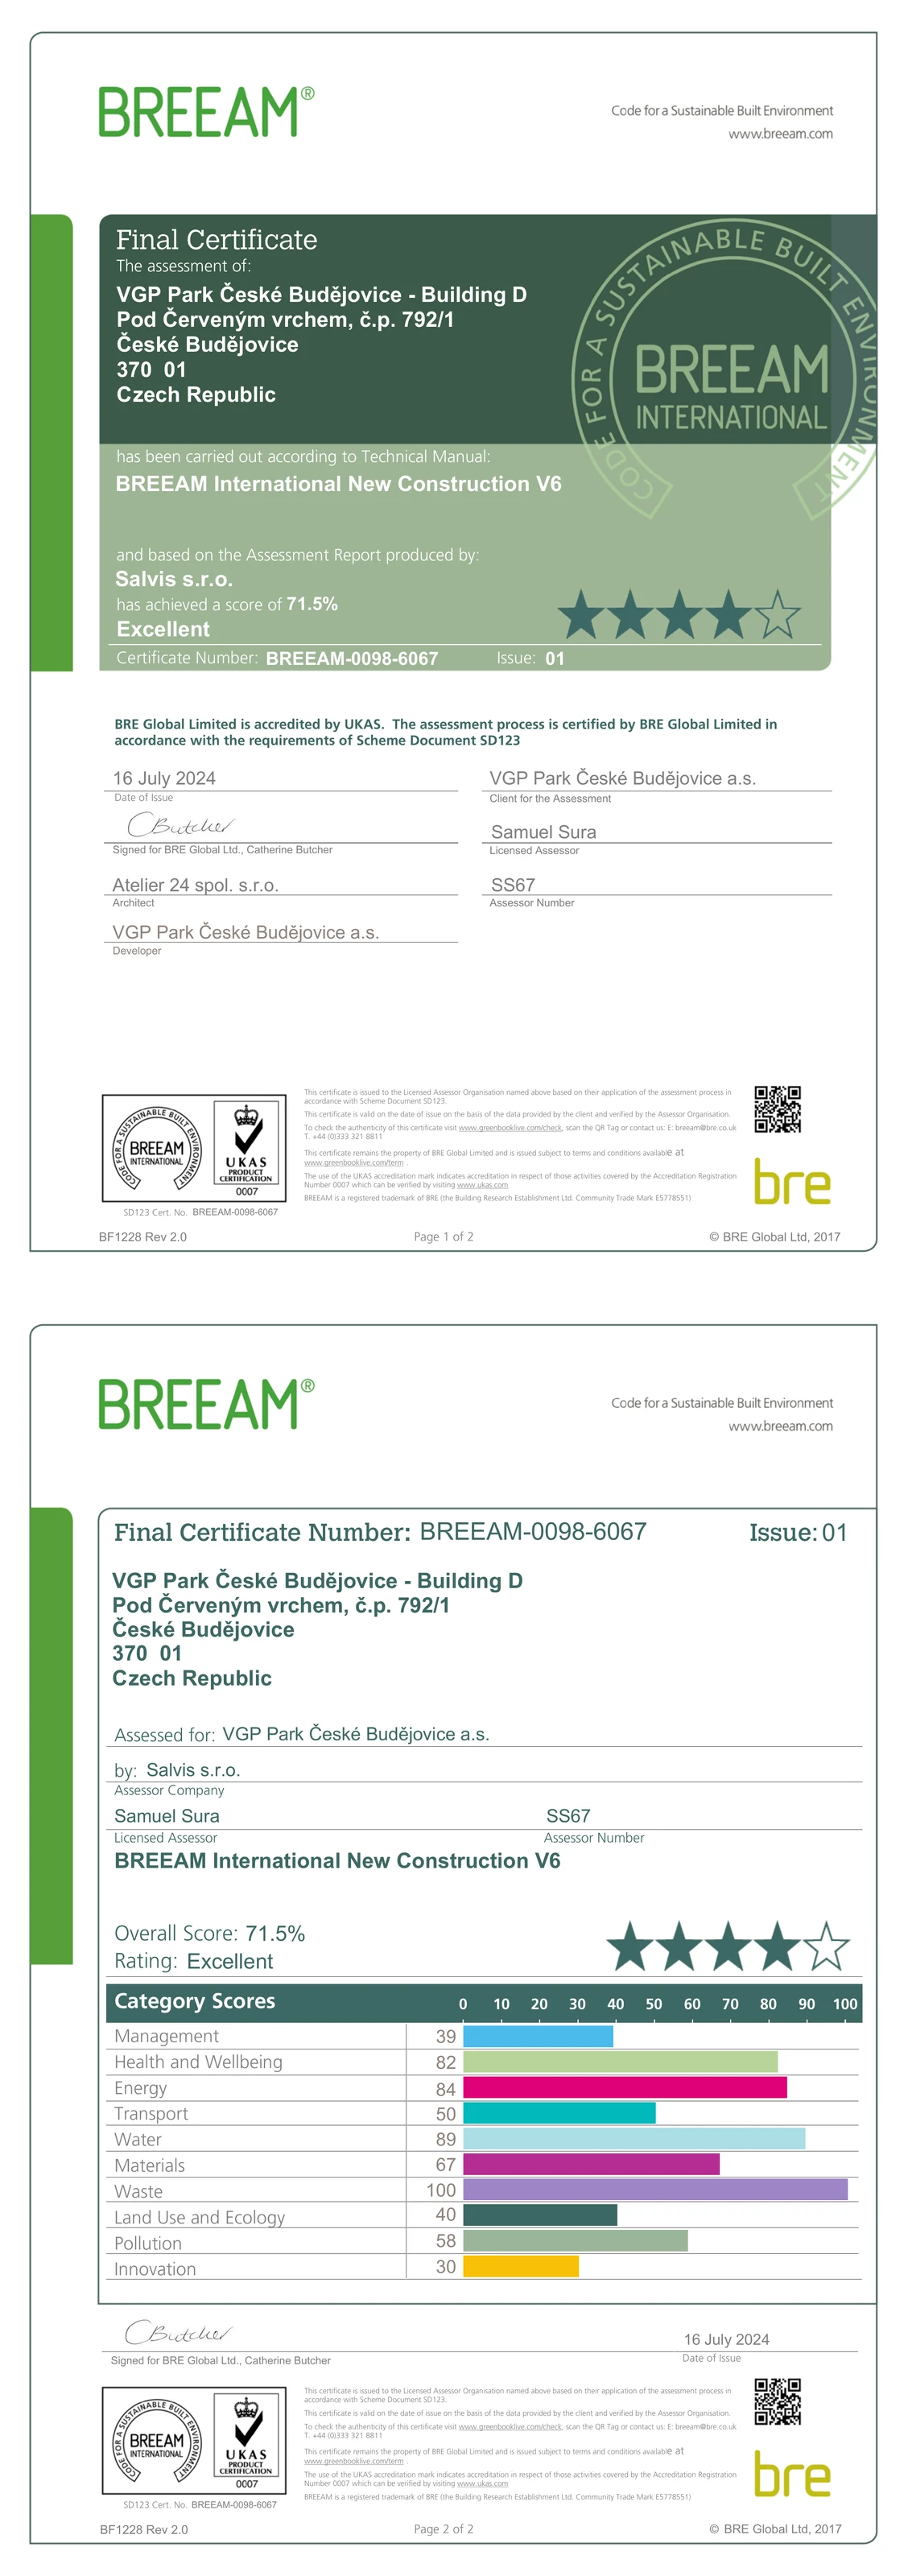 BREEAM®
Code for a Sustainable Built Environment
www.breeam.com
Final Certificate
The assessment of:
VGP Park České Budějovice - Building D
Pod Červeným vrchem, č.p. 792/1
České Budějovice
370 01
Czech Republic
CODE FOR A SUSTAINABLE BUILT ENVIRONMENT
BREEAM
INTERNATIONAL
has been carried out according to Technical Manual:
BREEAM International New Construction V6
and based on the Assessment Report produced by:
Salvis s.r.o.
has achieved a score of 71.5%
Excellent
Certificate Number: BREEAM-0098-6067 Issue: 01
BRE Global Limited is accredited by UKAS. The assessment process is certified by BRE Global Limited in
accordance with the requirements of Scheme Document SD123
16 July 2024 VGP Park České Budějovice a.s.
Date of Issue Client for the Assessment
CButcher Samuel Sura
Signed for BRE Global Ltd., Catherine Butcher Licensed Assessor
Atelier 24 spol. s.r.o. SS67
Architect Assessor Number
VGP Park České Budějovice a.s.
Developer
CODE FOR A SUSTAINABLE BUILT ENVIRONMENT
BREEAM
INTERNATIONAL
UKAS
PRODUCT
CERTIFICATION
0007
SD123 Cert. No. BREEAM-0098-6067
This certificate is issued to the Licensed Assessor Organisation named above based on their application of the assessment process in
accordance with Scheme Document SD123.
This certificate is valid on the date of issue on the basis of the data provided by the client and verified by the Assessor Organisation.
To check the authenticity of this certificate visit www.greenbooklive.com/check, scan the QR Tag or contact us: E: breeam@bre.co.uk
T. +44 (0)333 321 8811
This certificate remains the property of BRE Global Limited and is issued subject to terms and conditions available at
www.greenbooklive.com/term .
The use of the UKAS accreditation mark indicates accreditation in respect of those activities covered by the Accreditation Registration
Number 0007 which can be verified by visiting www.ukas.com
BREEAM is a registered trademark of BRE (the Building Research Establishment Ltd. Community Trade Mark E5778551)
bre
BF1228 Rev 2.0 Page 1 of 2 © BRE Global Ltd, 2017
BREEAM®
Code for a Sustainable Built Environment
www.breeam.com
Final Certificate Number: BREEAM-0098-6067 Issue: 01
VGP Park České Budějovice - Building D
Pod Červeným vrchem, č.p. 792/1
České Budějovice
370 01
Czech Republic
Assessed for: VGP Park České Budějovice a.s.
by: Salvis s.r.o.
Assessor Company
Samuel Sura SS67
Licensed Assessor Assessor Number
BREEAM International New Construction V6
Overall Score: 71.5%
Rating: Excellent
Category Scores 0 10 20 30 40 50 60 70 80 90 100
Management 39
Health and Wellbeing 82
Energy 84
Transport 50
Water 89
Materials 67
Waste 100
Land Use and Ecology 40
Pollution 58
Innovation 30
CButcher 16 July 2024
Signed for BRE Global Ltd., Catherine Butcher Date of Issue
CODE FOR A SUSTAINABLE BUILT ENVIRONMENT
BREEAM
INTERNATIONAL
UKAS
PRODUCT
CERTIFICATION
0007
SD123 Cert. No. BREEAM-0098-6067
This certificate is issued to the Licensed Assessor Organisation named above based on their application of the assessment process in
accordance with Scheme Document SD123.
This certificate is valid on the date of issue on the basis of the data provided by the client and verified by the Assessor Organisation.
To check the authenticity of this certificate visit www.greenbooklive.com/check, scan the QR Tag or contact us: E: breeam@bre.co.uk
T. +44 (0)333 321 8811
This certificate remains the property of BRE Global Limited and is issued subject to terms and conditions available at
www.greenbooklive.com/term .
The use of the UKAS accreditation mark indicates accreditation in respect of those activities covered by the Accreditation Registration
Number 0007 which can be verified by visiting www.ukas.com
BREEAM is a registered trademark of BRE (the Building Research Establishment Ltd. Community Trade Mark E5778551)
bre
BF1228 Rev 2.0 Page 2 of 2 © BRE Global Ltd, 2017